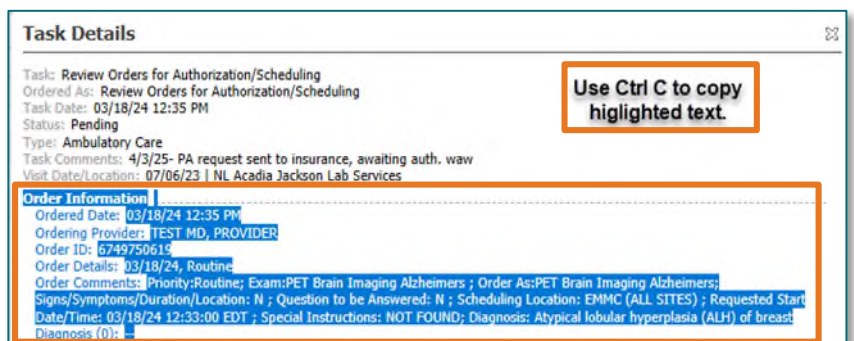 Task Details
Task: Review Orders for Authorization/Scheduling
Ordered As: Review Orders for Authorization/Scheduling
Task Date: 03/18/24 12:35 PM
Status: Pending
Type: Ambulatory Care
Task Comments: 4/3/25- PA request sent to insurance, awaiting auth. waw
Visit Date/Location: 07/06/23 | NL Acadia Jackson Lab Services
Use Ctrl C to copy
higlighted text.
Order Information
Ordered Date: 03/18/24 12:35 PM
Ordering Provider: TEST MD, PROVIDER
Order ID: 6749750619
Order Details: 03/18/24, Routine
Order Comments: Priority:Routine; Exam:PET Brain Imaging Alzheimers ; Order As:PET Brain Imaging Alzheimers;
Signs/Symptoms/Duration/Location: N ; Question to be Answered: N ; Scheduling Location: EMMC (ALL SITES) ; Requested Start
Date/Time: 03/18/24 12:33:00 EDT ; Special Instructions: NOT FOUND; Diagnosis: Atypical lobular hyperplasia (ALH) of breast
Diagnosis (0): --